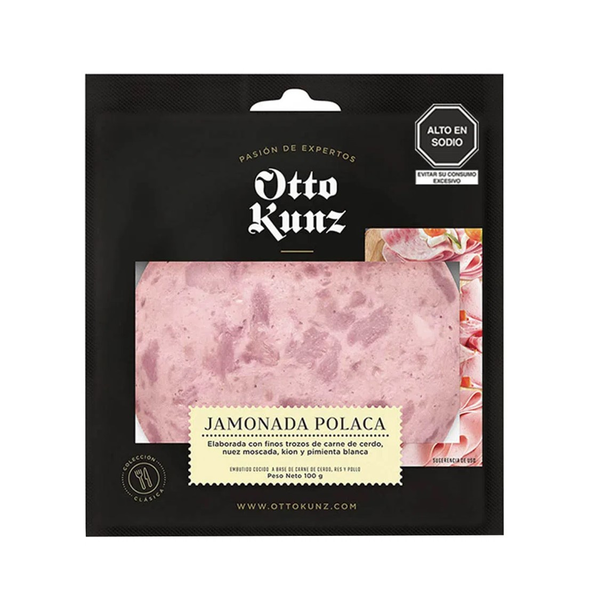 ALTO EN
SODIO
EVITAR SU CONSUMO
EXCESIVO
PASIÓN DE EXPERTOS
Otto
Kunz
JAMONADA POLACA
Elaborada con finos trozos de carne de cerdo,
nuez moscada, kion y pimienta blanca
EMBUTIDO COCIDO A BASE DE CARNE DE CERDO, RES Y POLLO
Peso Neto 100 g
SUGERENCIA DE USO
COLECCIÓN
CLÁSICA
WWW.OTTOKUNZ.COM